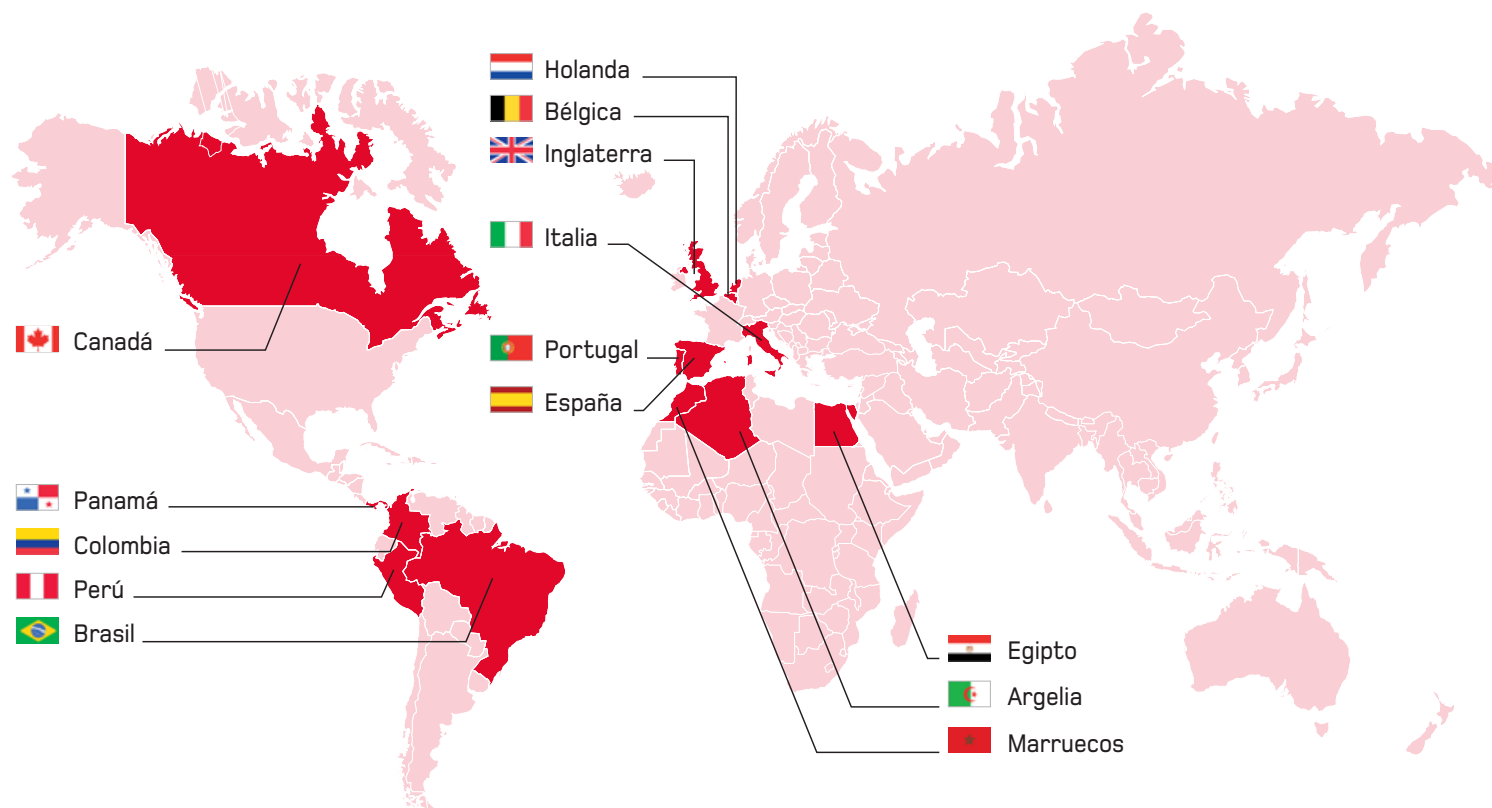 Holanda
Bélgica
Inglaterra
Italia
Canadá
Portugal
España
Panamá
Colombia
Perú
Brasil
Egipto
Argelia
Marruecos